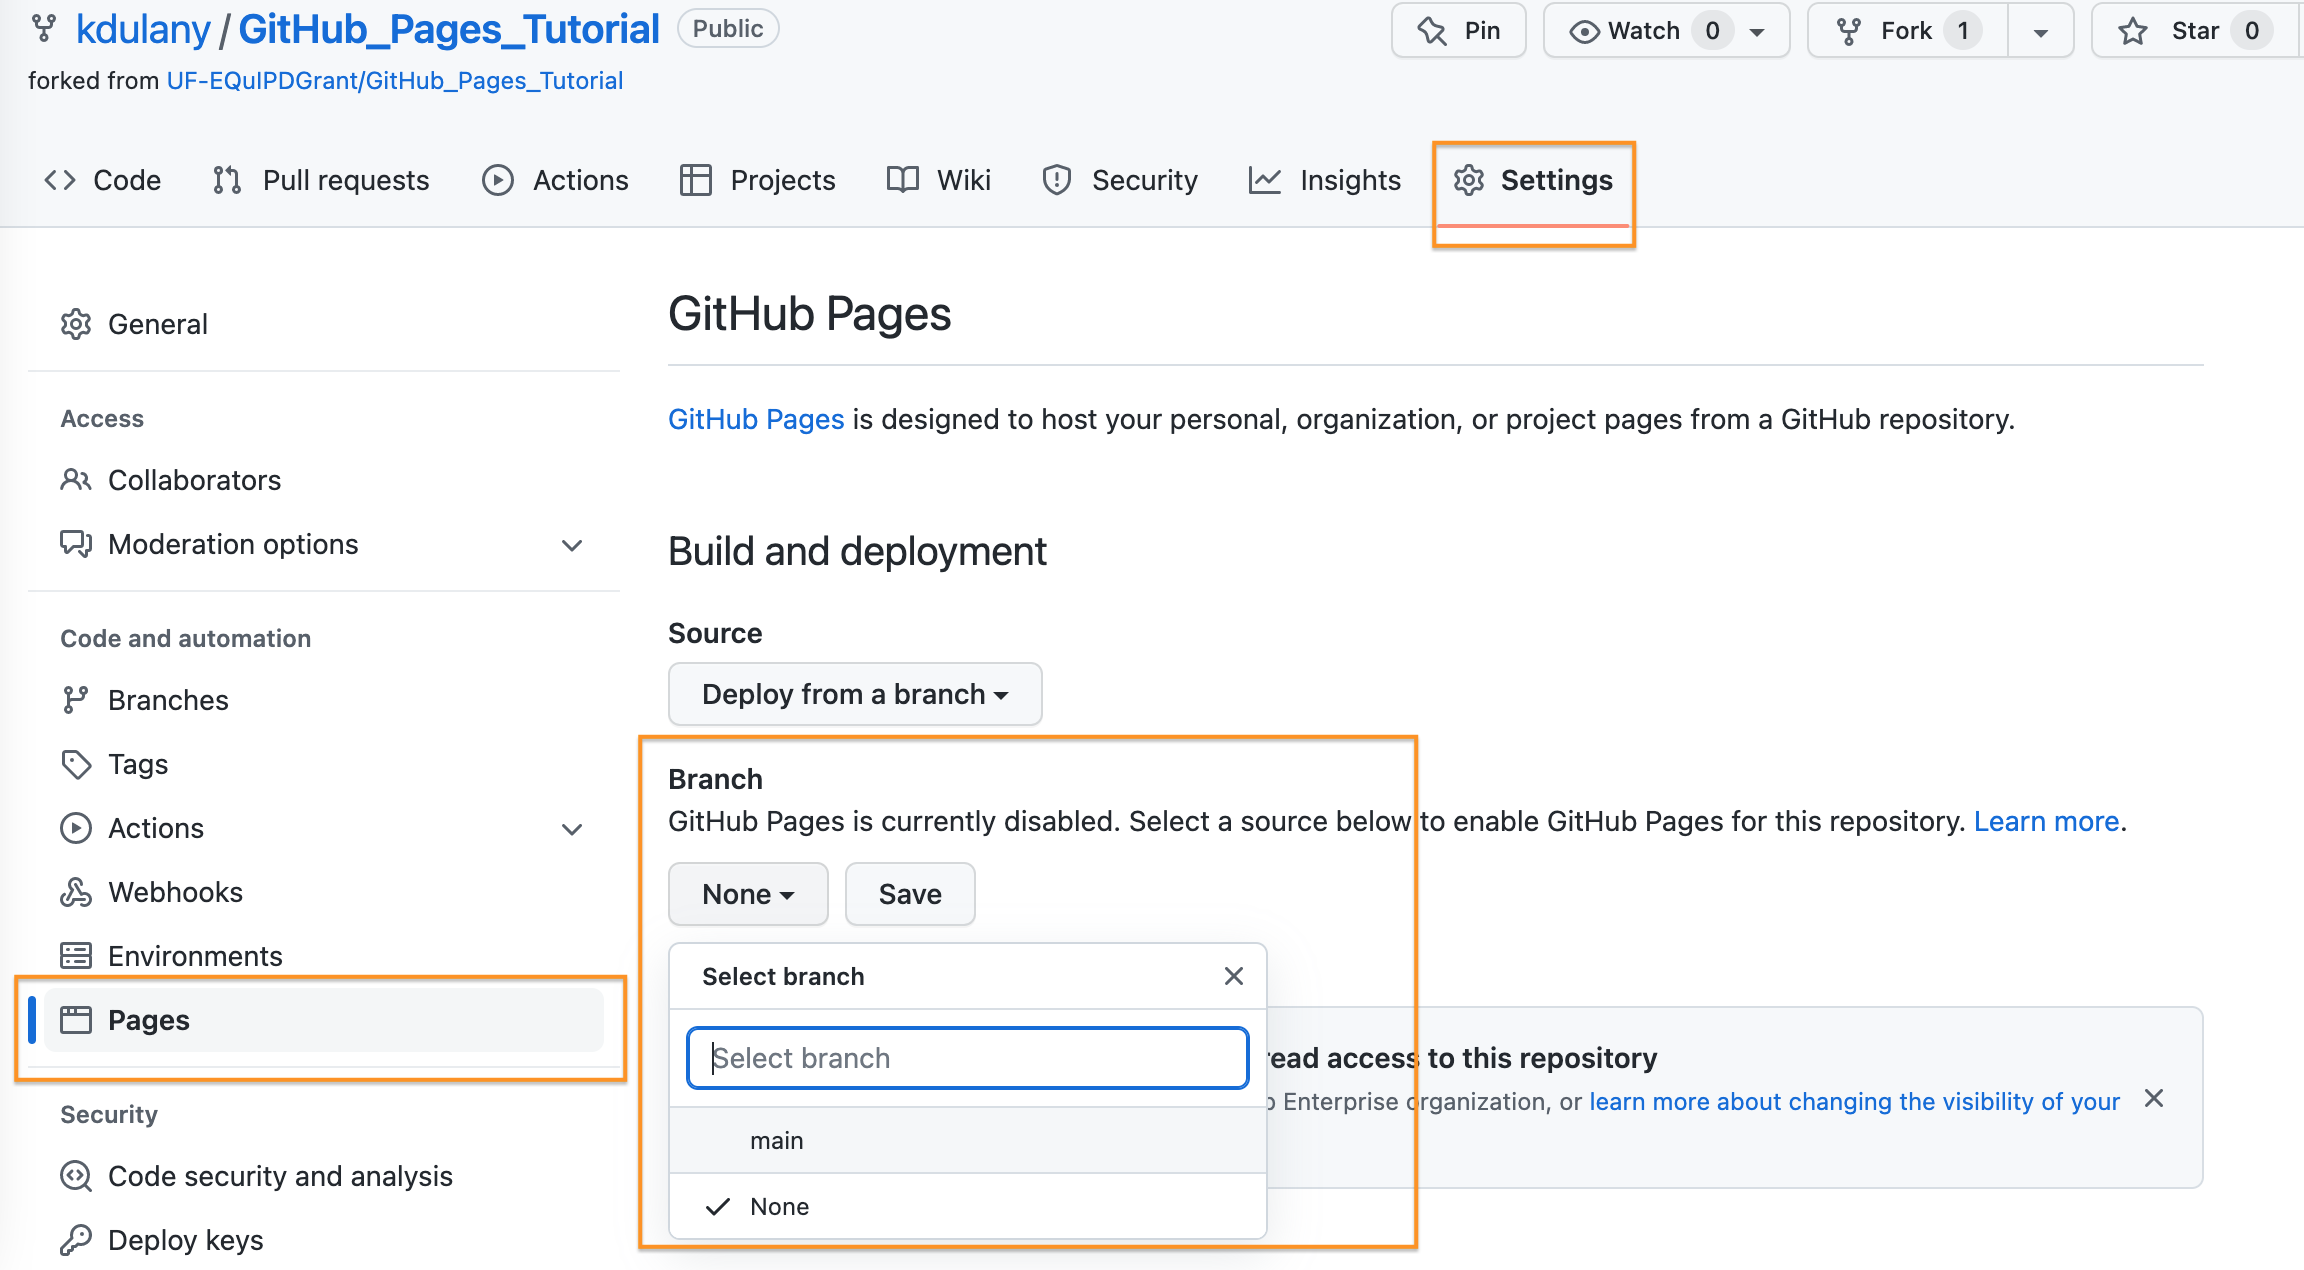 kdulany / GitHub_Pages_Tutorial Public Pin Watch 0 Fork 1 Star 0
forked from UF-EQuIPDGrant/GitHub_Pages_Tutorial
Code Pull requests Actions Projects Wiki Security Insights Settings
General
Access
Collaborators
Moderation options
Code and automation
Branches
Tags
Actions
Webhooks
Environments
Pages
Security
Code security and analysis
Deploy keys
GitHub Pages
GitHub Pages is designed to host your personal, organization, or project pages from a GitHub repository.
Build and deployment
Source
Deploy from a branch
Branch
GitHub Pages is currently disabled. Select a source below to enable GitHub Pages for this repository. Learn more.
None Save
Select branch
Select branch
main
None
read access to this repository
Enterprise organization, or learn more about changing the visibility of your